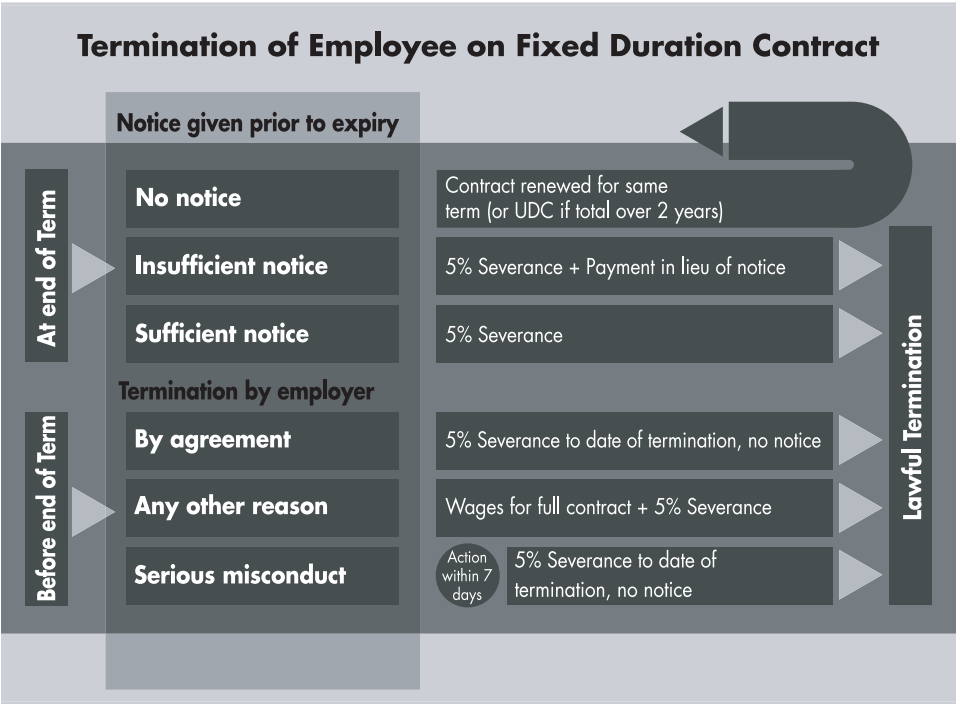 Termination of Employee on Fixed Duration Contract
Notice given prior to expiry
At end of Term
No notice
Contract renewed for same
term (or UDC if total over 2 years)
Insufficient notice
5% Severance + Payment in lieu of notice
Sufficient notice
5% Severance
Termination by employer
Before end of Term
By agreement
5% Severance to date of termination, no notice
Any other reason
Wages for full contract + 5% Severance
Serious misconduct
Action
within 7
days
5% Severance to date of
termination, no notice
Lawful Termination